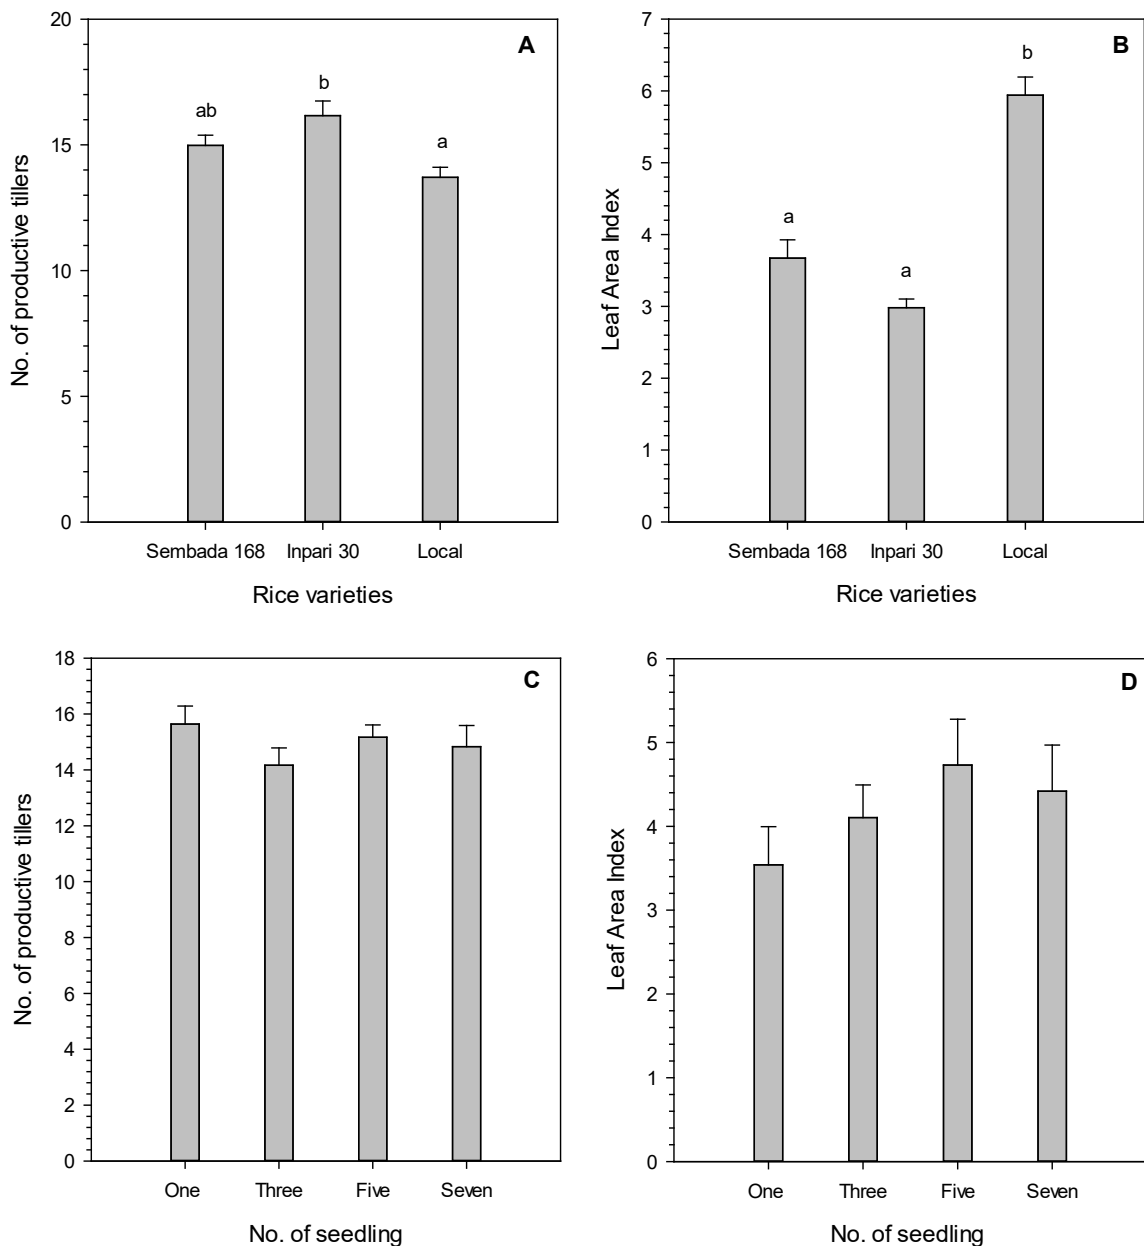 A
No. of productive tillers
20
15
10
5
0
ab
b
a
Sembada 168 Inpari 30 Local
Rice varieties
B
Leaf Area Index
7
6
5
4
3
2
1
0
a
a
b
Sembada 168 Inpari 30 Local
Rice varieties
C
No. of productive tillers
18
16
14
12
10
8
6
4
2
0
One Three Five Seven
No. of seedling
D
Leaf Area Index
6
5
4
3
2
1
0
One Three Five Seven
No. of seedling